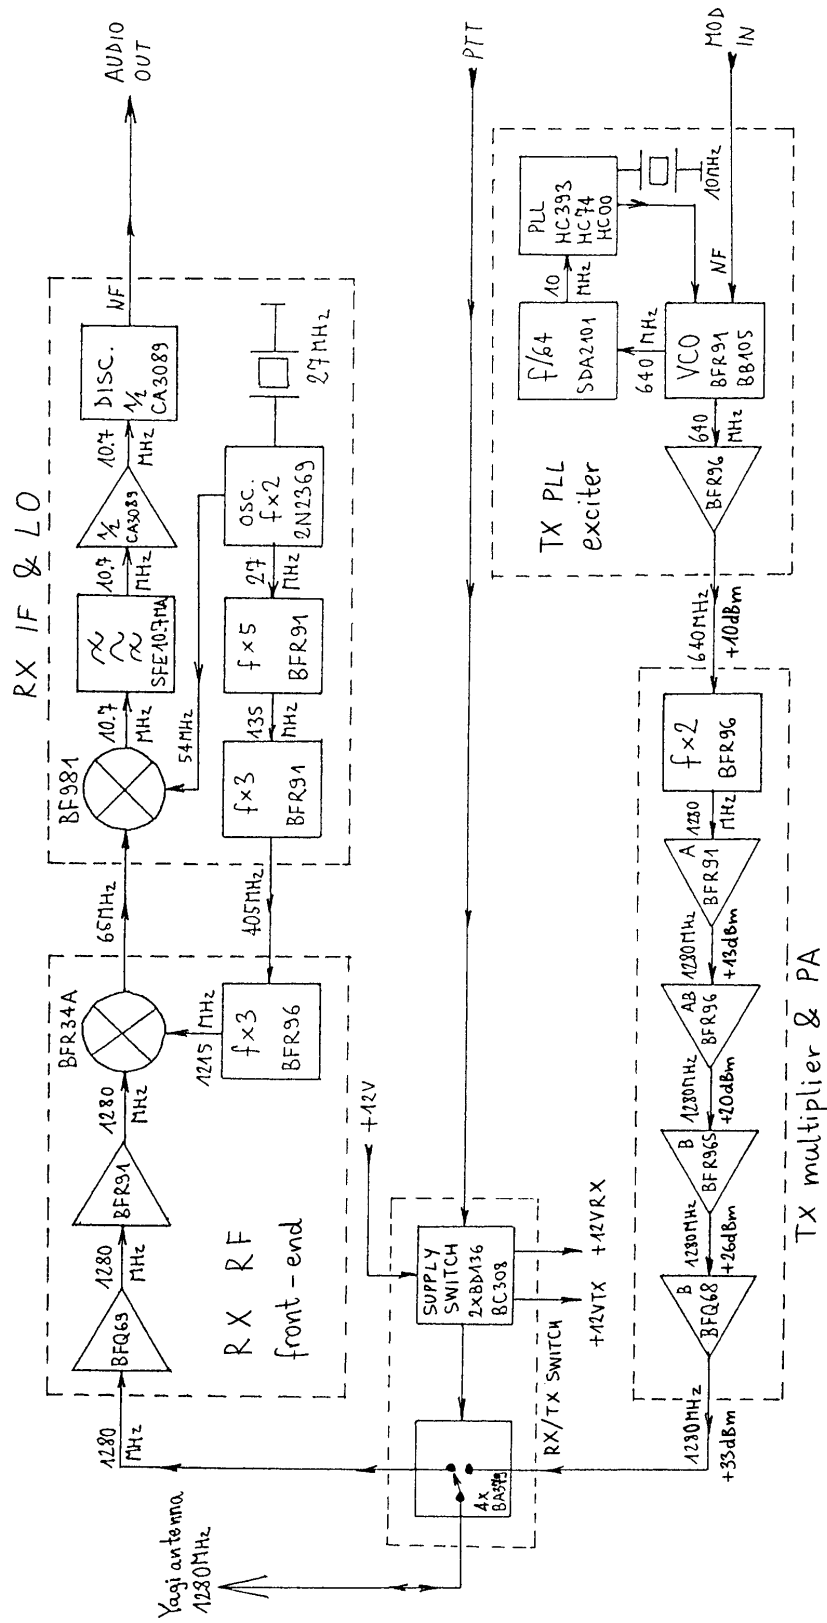 Yagi antenna
1280MHz
1280
MHz
BFQ69
1280
MHz
BFR91
1280
MHz
BFR34A
RX RF
front-end
1215 MHz
f x 3
BFR96
65MHz
405MHz
RX IF & LO
BF981
10.7
MHz
SFE10.7MA
10.7
MHz
1/2
CA3089
10.7
MHz
DISC.
1/2
CA3089
NF
AUDIO
OUT
54MHz
f x 3
BFR91
135
MHz
f x 5
BFR91
27
MHz
OSC.
f x 2
2N2369
27MHz
+12V
SUPPLY
SWITCH
2xBD136
BC308
+12VTX
+12VRX
4x
BA379
RX/TX SWITCH
PTT
TX PLL
exciter
PLL
HC393
HC74
HC00
10MHz
10
MHz
f/64
SDA2101
640 MHz
VCO
BFR91
BB105
NF
MOD
IN
640
MHz
BFR96
640MHz
+10dBm
f x 2
BFR96
1280
MHz
A
BFR91
1280MHz
+13dBm
AB
BFR96
1280MHz
+20dBm
B
BFR96S
1280MHz
+26dBm
B
BFQ68
1280MHz
+33dBm
TX multiplier & PA